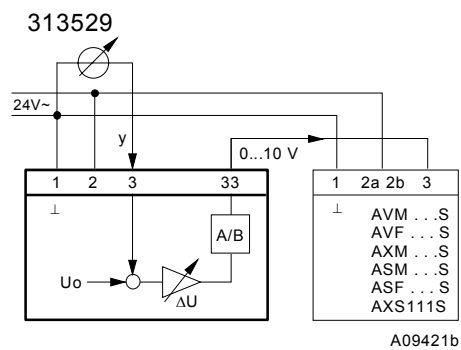 313529
24V~
y
0...10 V
1 2 3 33
1 2a 2b 3
⊥
⊥
A/B
Uo
ΔU
AVM . . .S
AVF . . . S
AXM . . .S
ASM . . .S
ASF . . . S
AXS111S
A09421b